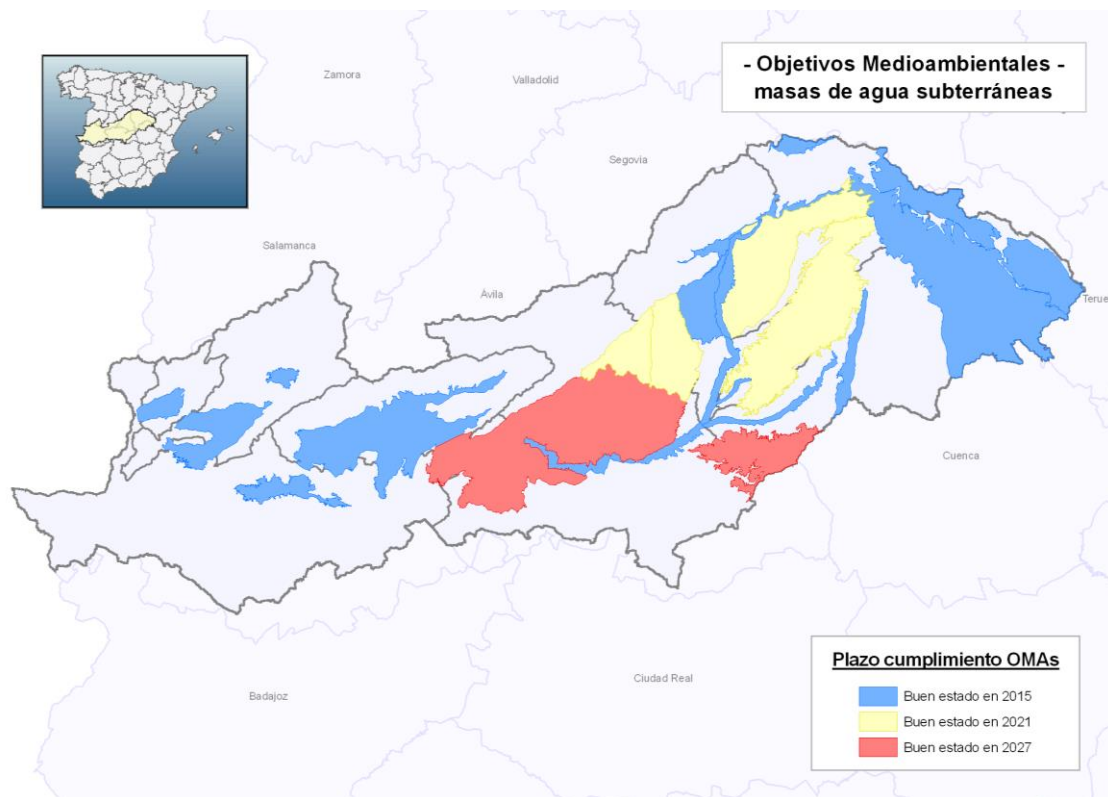 - Objetivos Medioambientales -
masas de agua subterráneas
Zamora
Valladolid
Segovia
Salamanca
Ávila
Terue
Cuenca
Ciudad Real
Badajoz
Plazo cumplimiento OMAs
Buen estado en 2015
Buen estado en 2021
Buen estado en 2027